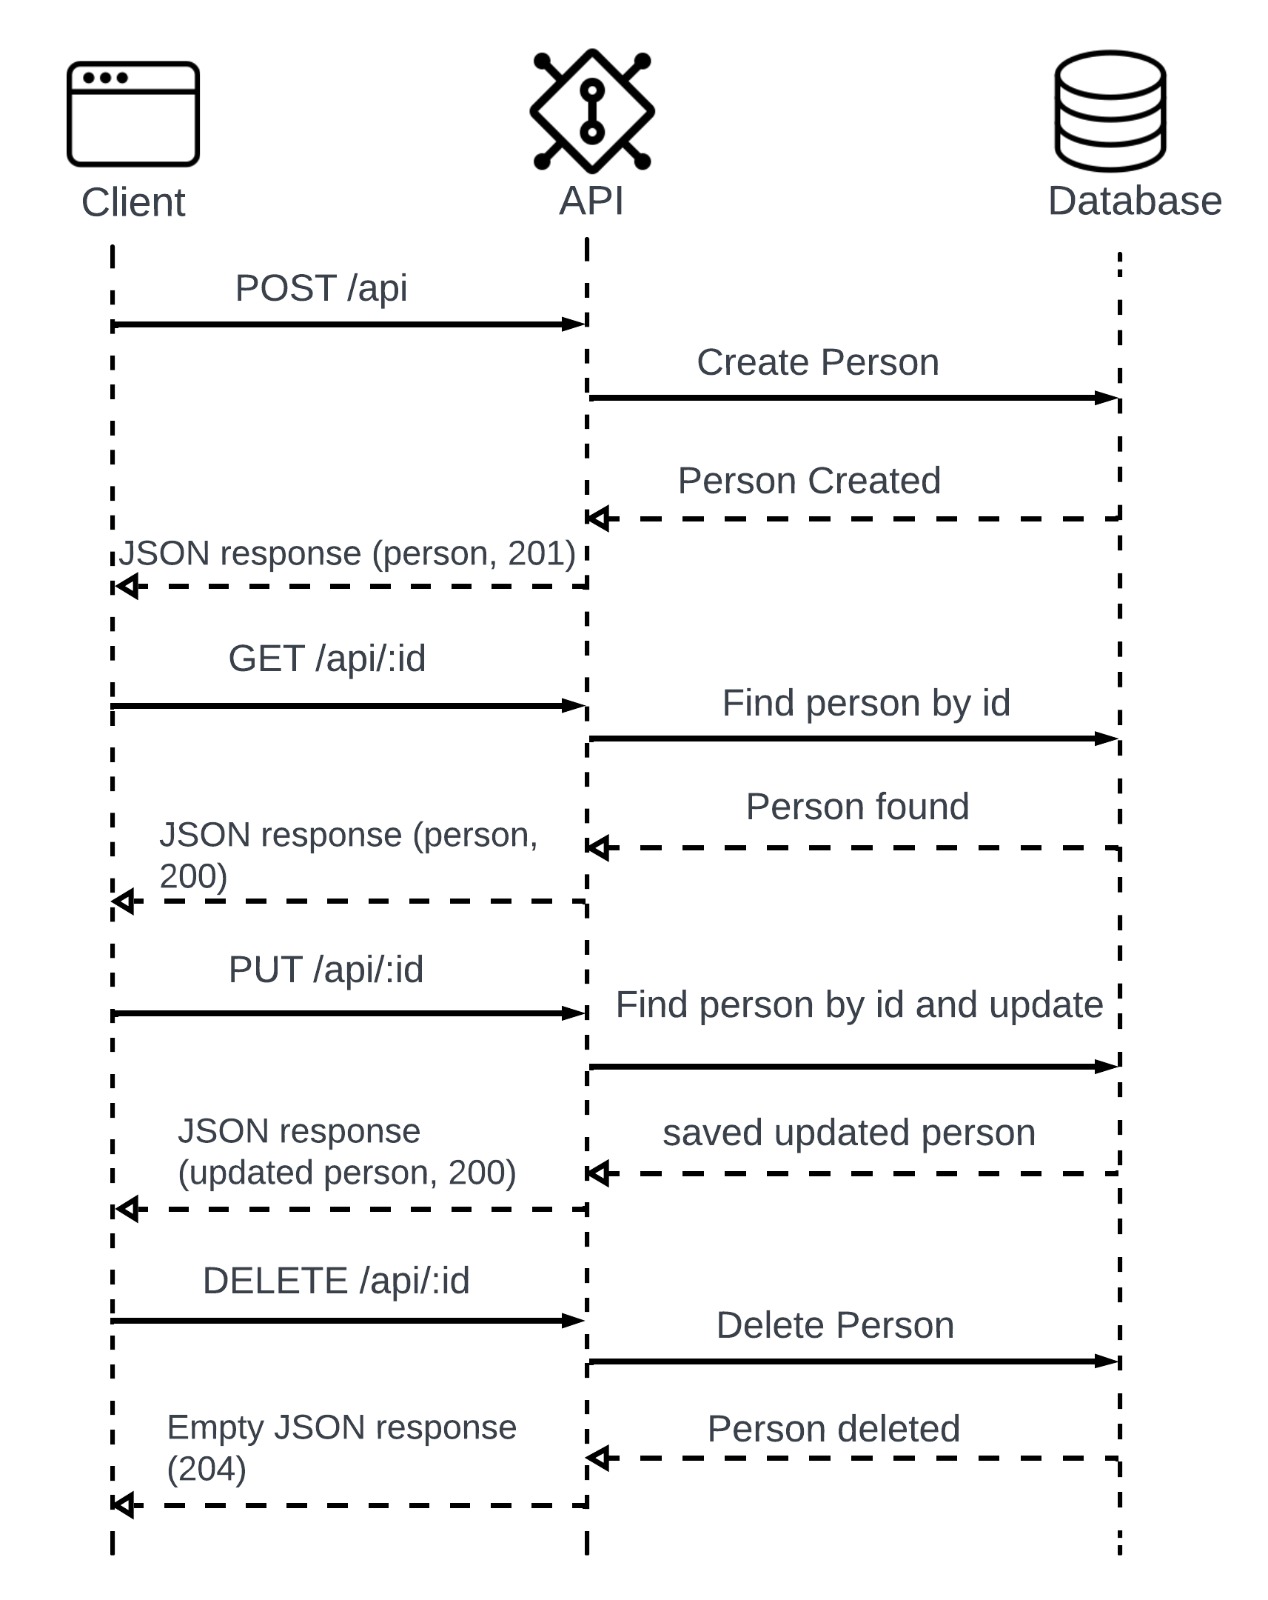 Client
API
Database
POST /api
Create Person
Person Created
JSON response (person, 201)
GET /api/:id
Find person by id
Person found
JSON response (person,
200)
PUT /api/:id
Find person by id and update
saved updated person
JSON response
(updated person, 200)
DELETE /api/:id
Delete Person
Person deleted
Empty JSON response
(204)